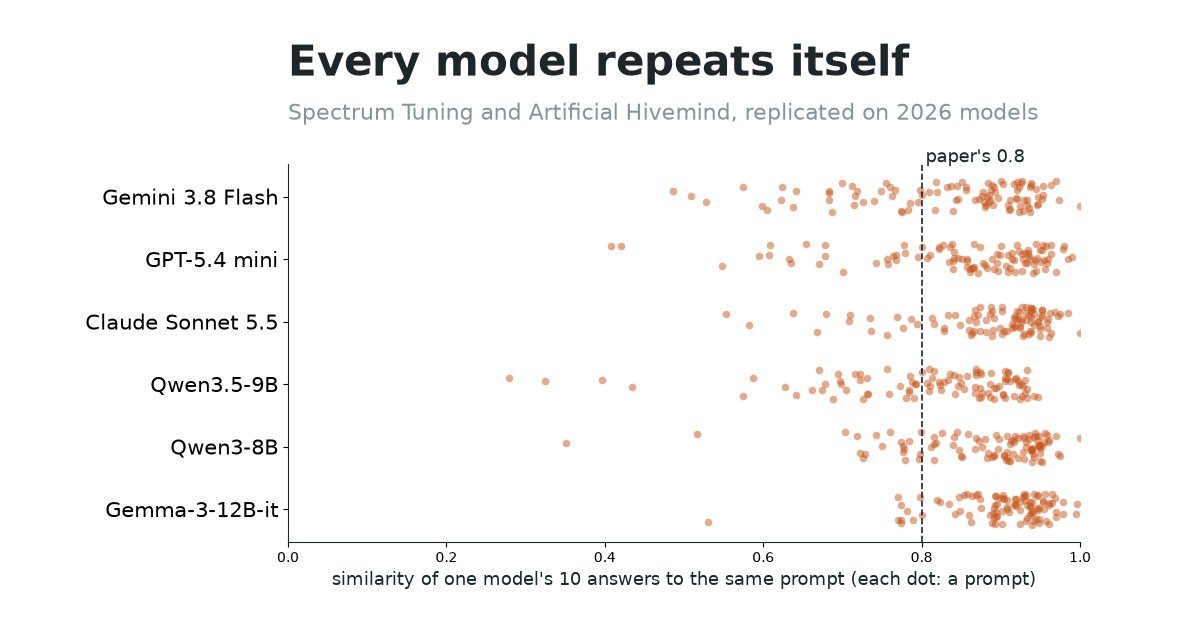 Every model repeats itself
Spectrum Tuning and Artificial Hivemind, replicated on 2026 models
paper's 0.8
Gemini 3.8 Flash
GPT-5.4 mini
Claude Sonnet 5.5
Qwen3.5-9B
Qwen3-8B
Gemma-3-12B-it
0.0 0.2 0.4 0.6 0.8 1.0
similarity of one model's 10 answers to the same prompt (each dot: a prompt)